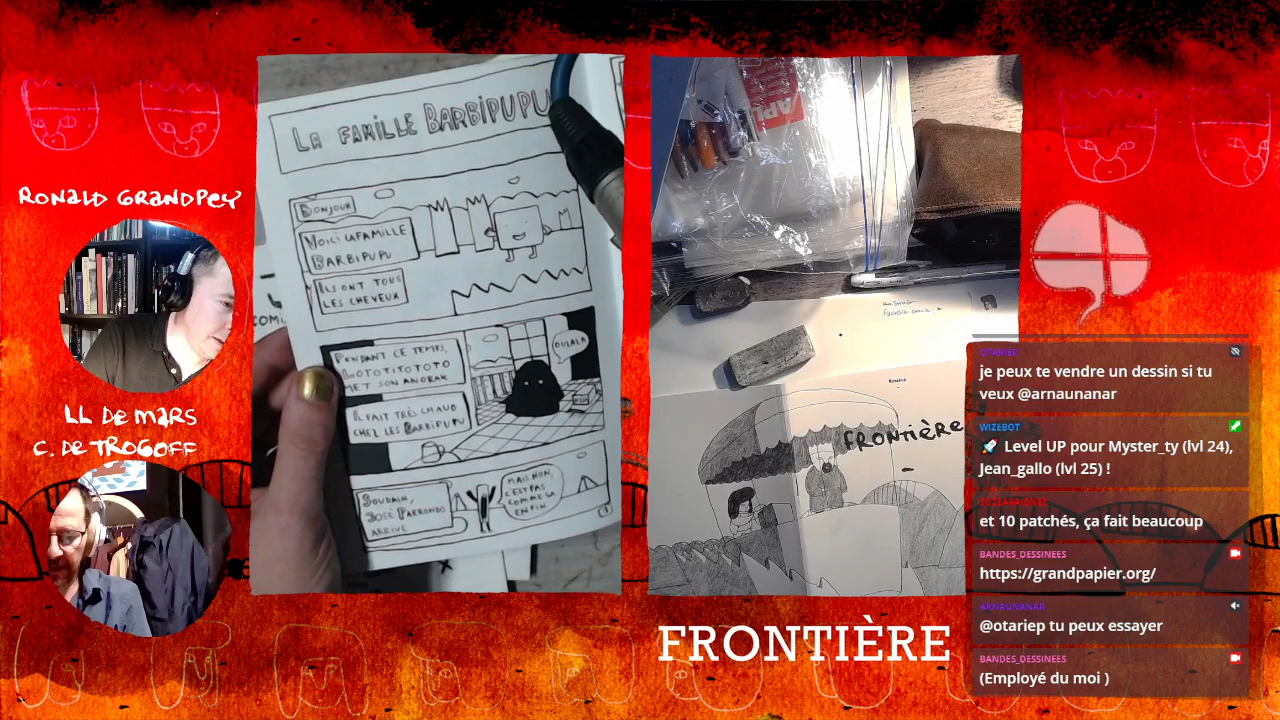 RONALD GRANDPEY
LL DE MARS
C. DE TROGOFF
LA FAMILLE BARBIPUPU
BONJOUR
VOICI LA FAMILLE
BARBIPUPU
ILS ONT TOUS
LES CHEVEUX
PENDANT CE TEMPS,
MET SON ANORAK
OULALA
IL FAIT TRÈS CHAUD
CHEZ LES BARBIPUPU
SOUDAIN,
JOSÉ PARRONDO
ARRIVE
MAIS NON,
C'EST PAS
COMME ÇA
ENFIN
APLI
FRONTIÈRE
FRONTIÈRE
je peux te vendre un dessin si tu
veux @arnaunanar
WIZEBOT
🚀 Level UP pour Myster_ty (lvl 24),
Jean_gallo (lvl 25) !
et 10 patchés, ça fait beaucoup
BANDES_DESSINEES
https://grandpapier.org/
ARNAUNANAR
@otariep tu peux essayer
BANDES_DESSINEES
(Employé du moi )